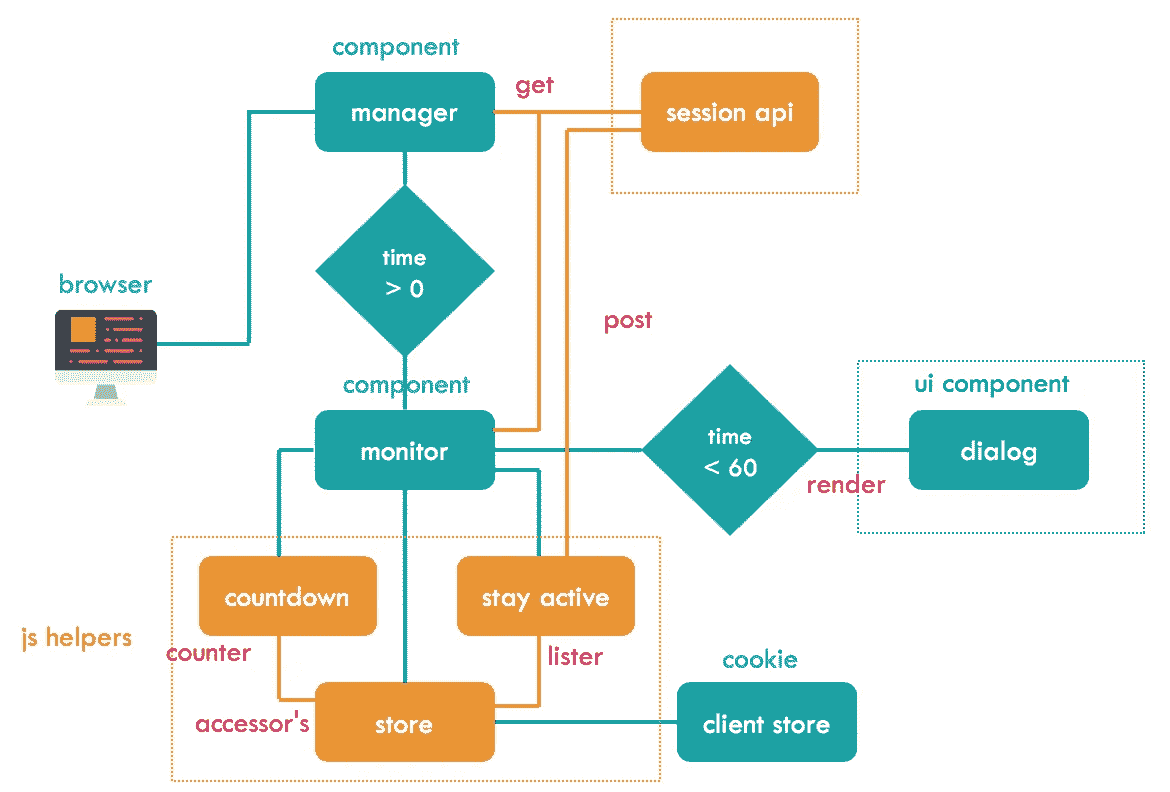 component
get
manager
session api
time
> 0
browser
post
component
ui component
monitor
time
< 60
dialog
render
countdown
stay active
js helpers
counter
lister
cookie
accessor's
store
client store